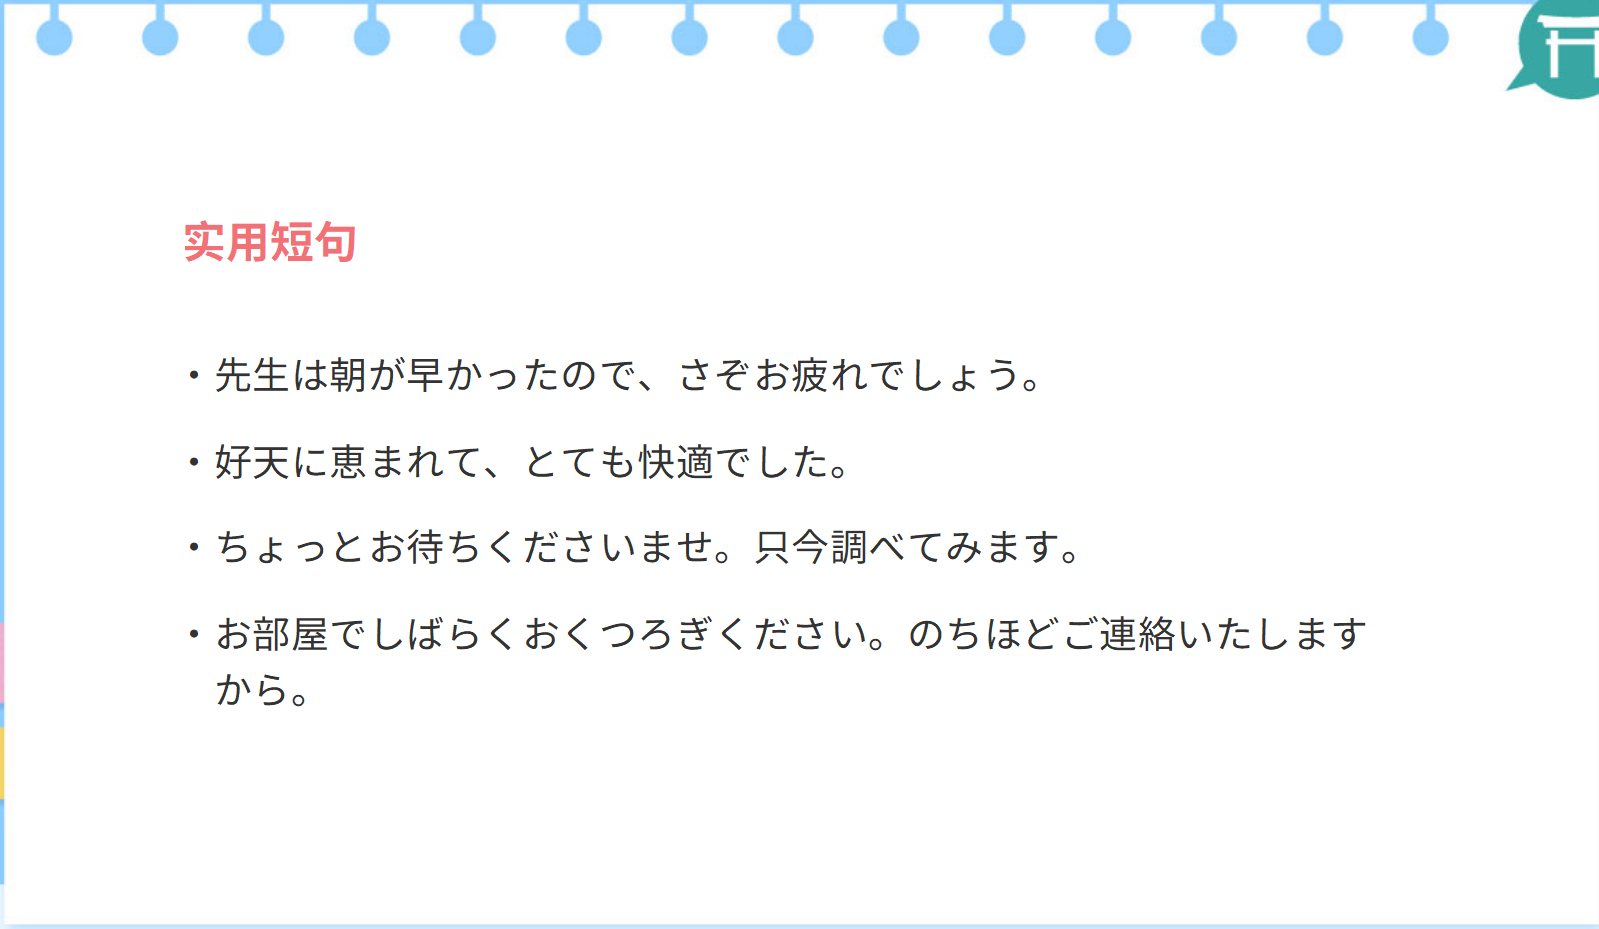 实用短句
・先生は朝が早かったので、さぞお疲れでしょう。
・好天に恵まれて、とても快適でした。
・ちょっとお待ちくださいませ。只今調べてみます。
・お部屋でしばらくおくつろぎください。のちほどご連絡いたします
から。